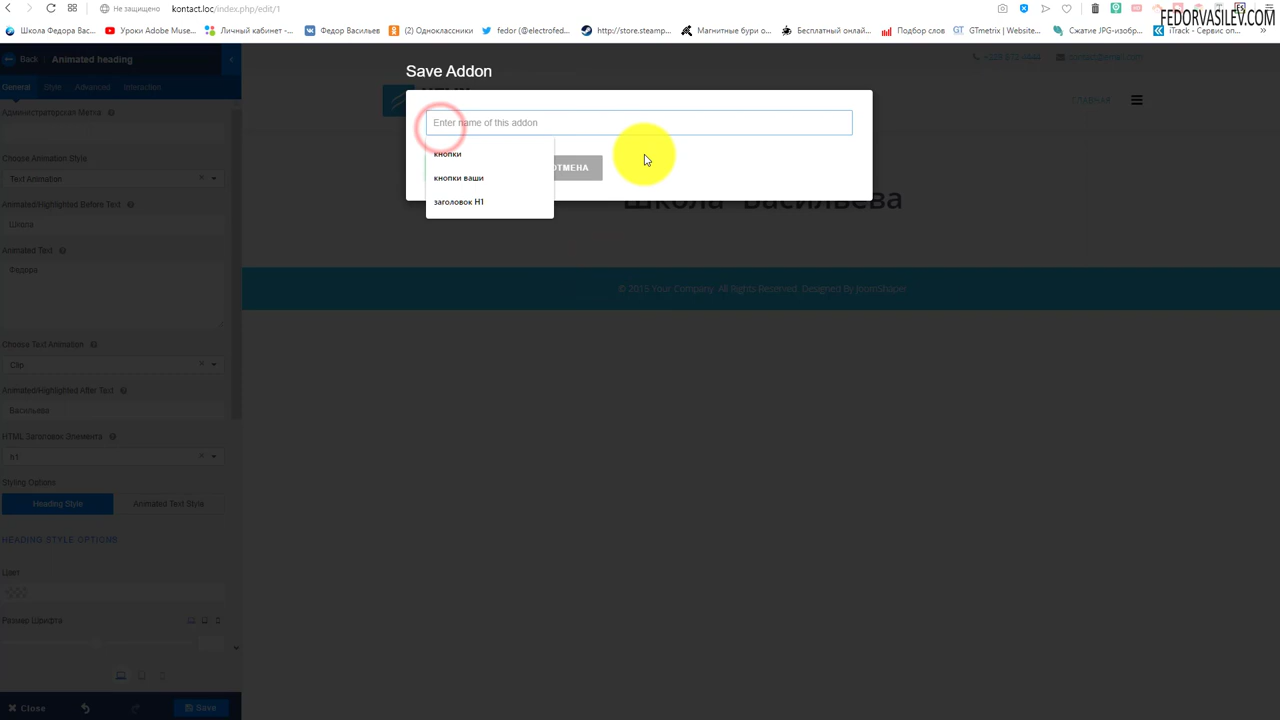 Не защищено kontact.loc/index.php/edit/1
FEDORVASILEV.COM
Школа Федора Вас... Уроки Adobe Muse... Личный кабинет -... Федор Васильев (2) Одноклассники fedor (@electrofed... http://store.steamp... Магнитные бури о... Бесплатный онлай... Подбор слов GTmetrix | Website... Сжатие JPG-изобр... iTrack - Сервис оп...
Back Animated heading
General Style Advanced Interaction
Администраторская Метка
Choose Animation Style
Text Animation
Animated/Highlighted Before Text
Школа
Animated Text
Федора
Choose Text Animation
Clip
Animated/Highlighted After Text
Васильева
HTML Заголовок Элемента
h1
Styling Options
Heading Style Animated Text Style
HEADING STYLE OPTIONS
Цвет
Размер Шрифта
Close Save
Save Addon
Enter name of this addon
кнопки
кнопки ваши
заголовок H1
ОТМЕНА
ГЛАВНАЯ
Школа Васильева
© 2015 Your Company. All Rights Reserved. Designed By JoomShaper